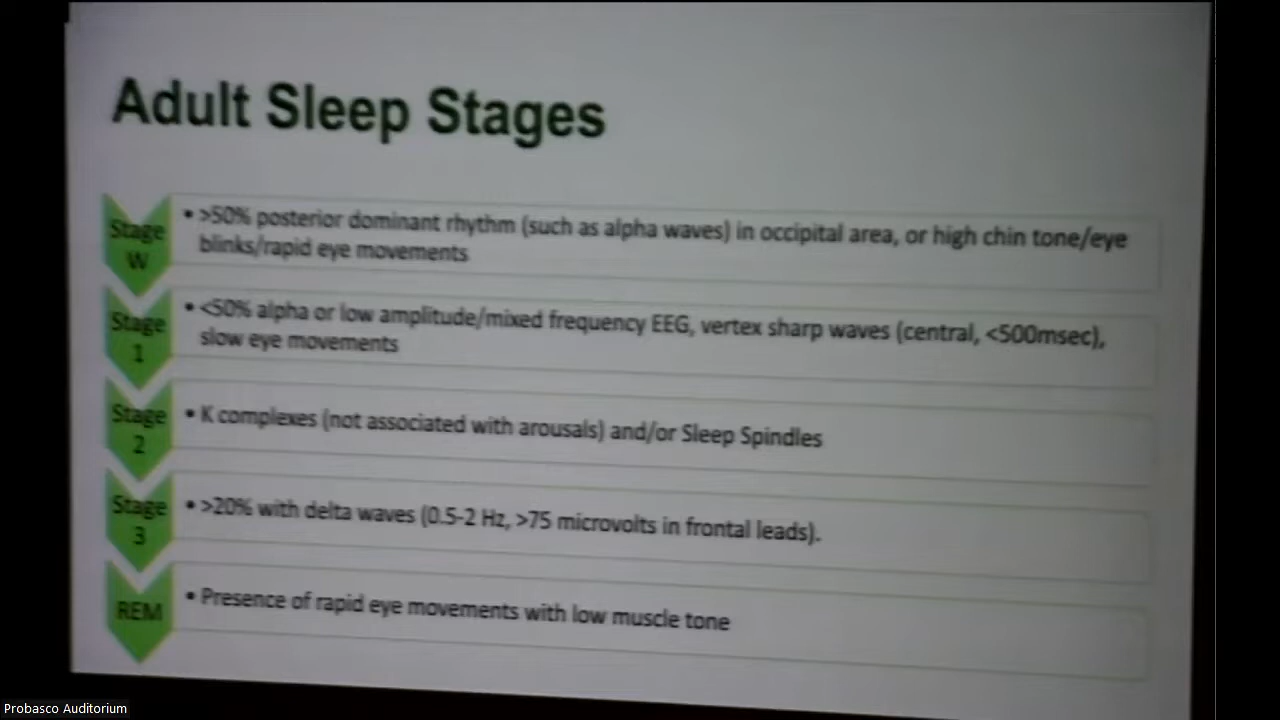 Adult Sleep Stages
Stage
W
• >50% posterior dominant rhythm (such as alpha waves) in occipital area, or high chin tone/eye
blinks/rapid eye movements
Stage
1
• <50% alpha or low amplitude/mixed frequency EEG, vertex sharp waves (central, <500msec),
slow eye movements
Stage
2
• K complexes (not associated with arousals) and/or Sleep Spindles
Stage
3
• >20% with delta waves (0.5-2 Hz, >75 microvolts in frontal leads).
REM
• Presence of rapid eye movements with low muscle tone
Probasco Auditorium